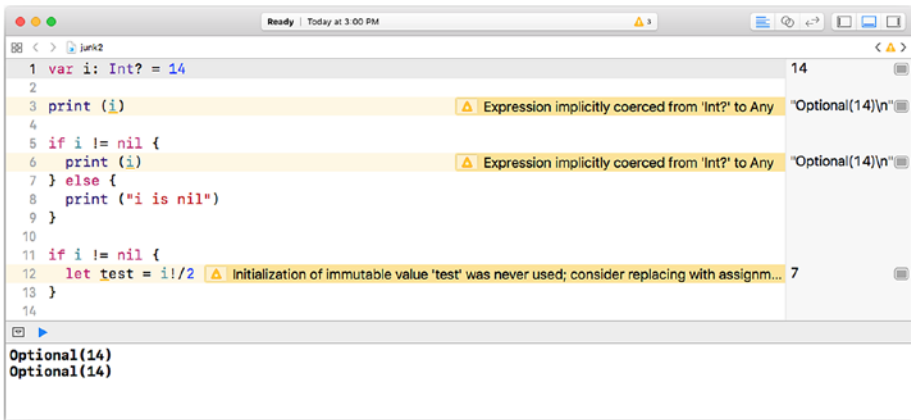 Ready | Today at 3:00 PM 3
junk2
1 var i: Int? = 14 14
2
3 print (i) Expression implicitly coerced from 'Int?' to Any "Optional(14)\n"
4
5 if i != nil {
6 print (i) Expression implicitly coerced from 'Int?' to Any "Optional(14)\n"
7 } else {
8 print ("i is nil")
9 }
10
11 if i != nil {
12 let test = i!/2 Initialization of immutable value 'test' was never used; consider replacing with assignm... 7
13 }
14
Optional(14)
Optional(14)